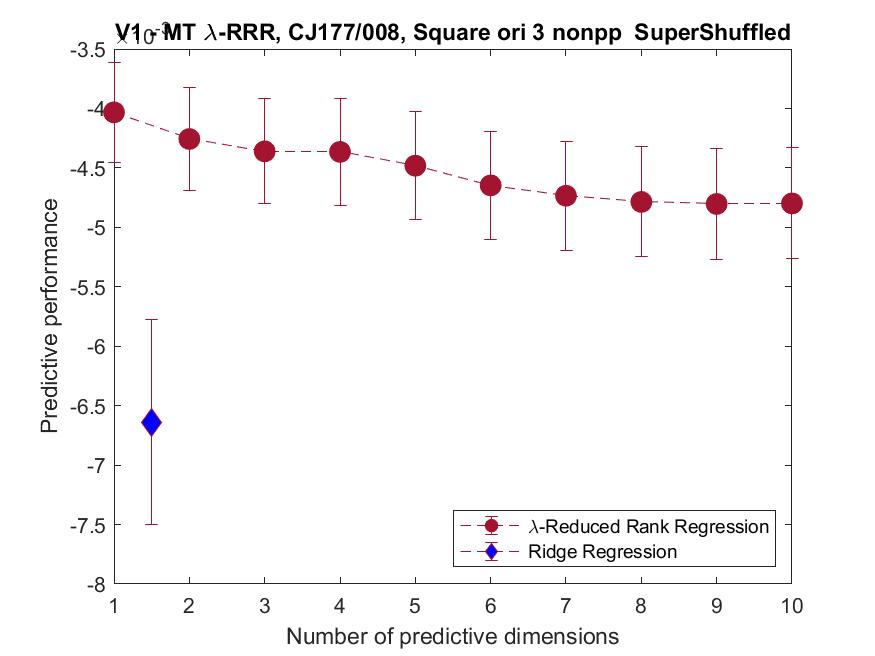 V1 - MT λ-RRR, CJ177/008, Square ori 3 nonpp  SuperShuffled
×10⁻³
-3.5
-4
-4.5
-5
-5.5
-6
-6.5
-7
-7.5
-8
Predictive performance
λ-Reduced Rank Regression
Ridge Regression
1 2 3 4 5 6 7 8 9 10
Number of predictive dimensions